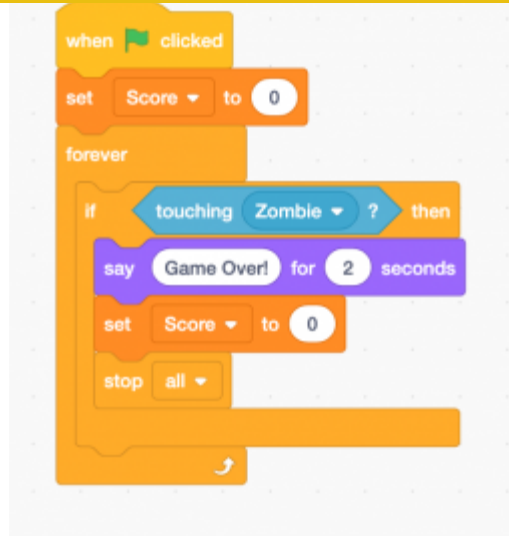 when clicked
set Score to 0
forever
if touching Zombie ? then
say Game Over! for 2 seconds
set Score to 0
stop all